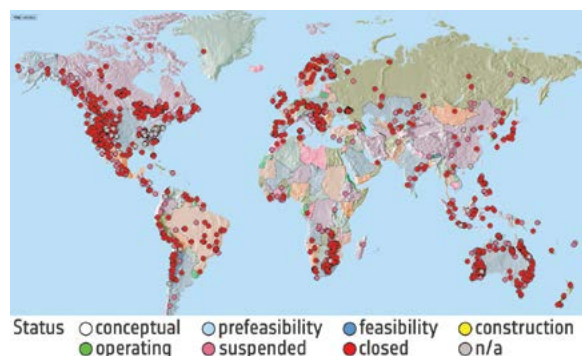 Status conceptual prefeasibility feasibility construction
operating suspended closed n/a